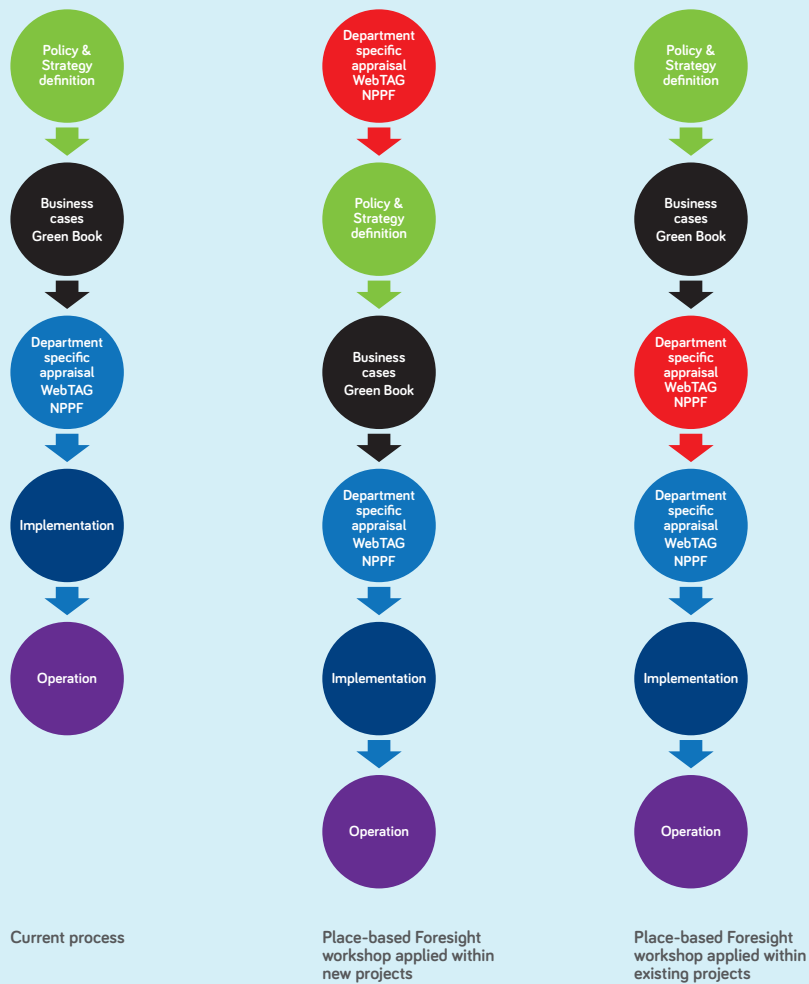 Policy &
Strategy
definition
Business
cases
Green Book
Department
specific
appraisal
WebTAG
NPPF
Implementation
Operation
Current process
Department
specific
appraisal
WebTAG
NPPF
Policy &
Strategy
definition
Business
cases
Green Book
Department
specific
appraisal
WebTAG
NPPF
Implementation
Operation
Place-based Foresight
workshop applied within
new projects
Policy &
Strategy
definition
Business
cases
Green Book
Department
specific
appraisal
WebTAG
NPPF
Department
specific
appraisal
WebTAG
NPPF
Implementation
Operation
Place-based Foresight
workshop applied within
existing projects